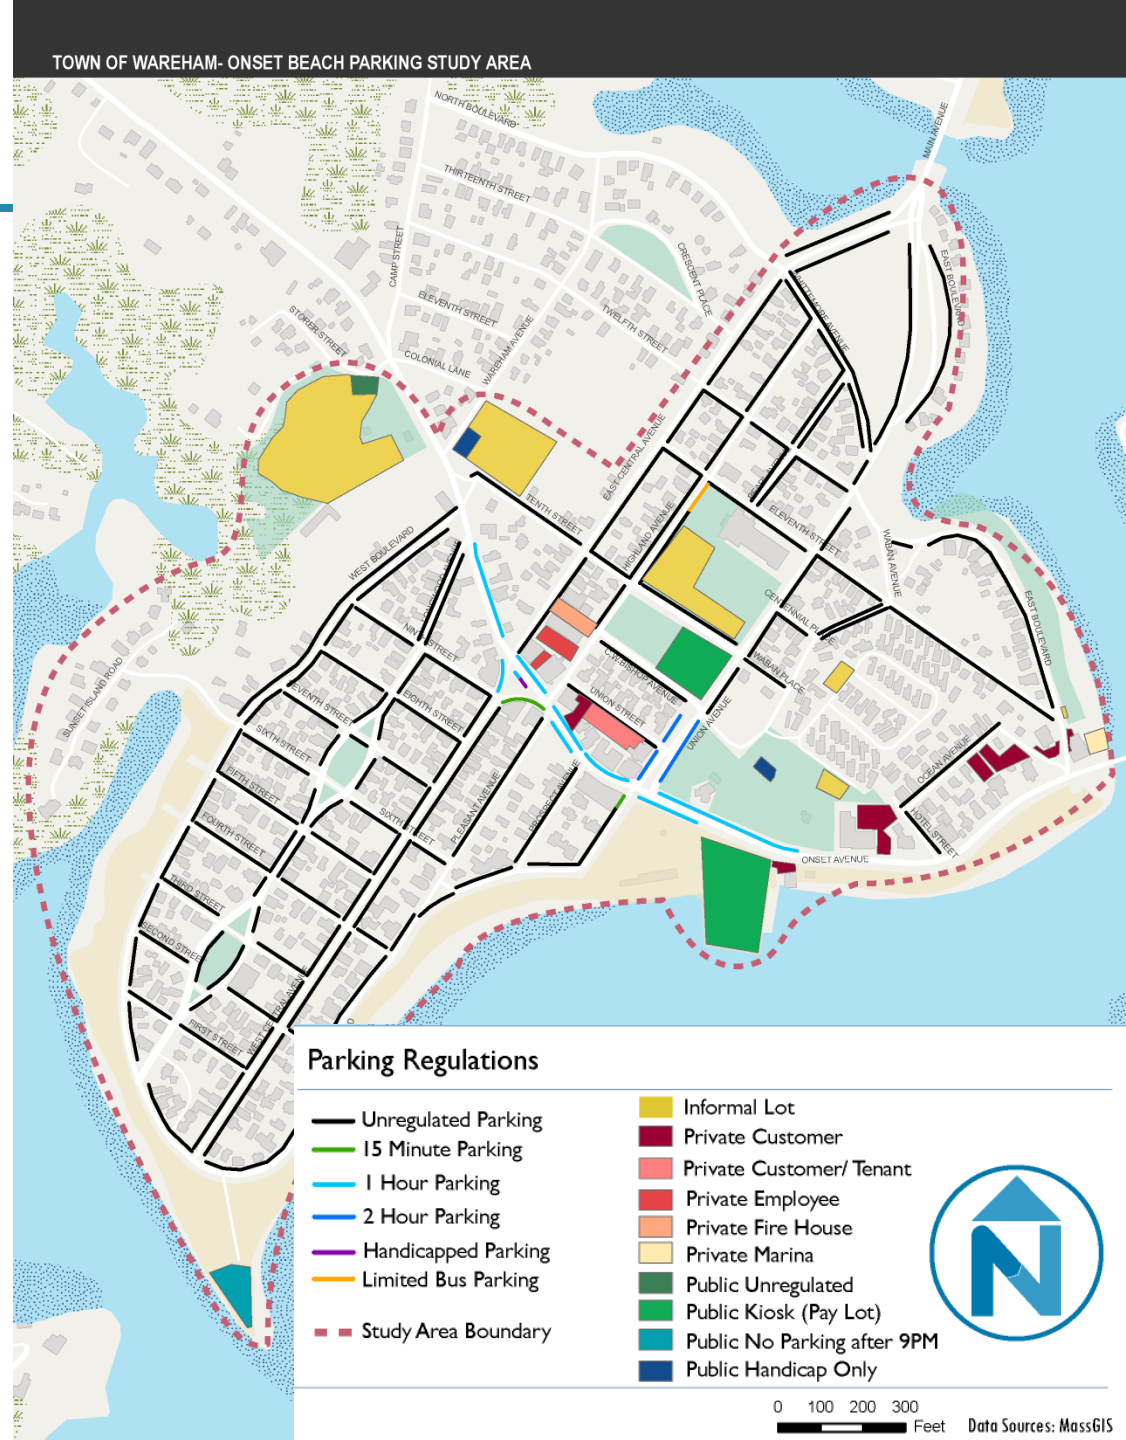 TOWN OF WAREHAM- ONSET BEACH PARKING STUDY AREA
NORTH BOULEVARD
MAIN AVENUE
THIRTEENTH STREET
CAMP STREET
CRESCENT PLACE
EAST BOULEVARD
ELEVENTH STREET
TWELFTH STREET
WHITTEMORE AVENUE
STORER STREET
WAREHAM AVENUE
COLONIAL LANE
EAST CENTRAL AVENUE
TENTH STREET
ELEVENTH STREET
HIGHLAND AVENUE
WABAN AVENUE
WEST BOULEVARD
CENTENNIAL PLACE
EAST BOULEVARD
NINTH STREET
C.W.BISHOP AVENUE
WABAN PLACE
SUNSET ISLAND ROAD
SEVENTH STREET
EIGHTH STREET
UNION STREET
UNION AVENUE
SIXTH STREET
OCEAN AVENUE
FIFTH STREET
PLEASANT AVENUE
PROSPECT AVENUE
SIXTH STREET
FOURTH STREET
HOTEL STREET
ONSET AVENUE
THIRD STREET
SECOND STREET
WEST CENTRAL AVENUE
FIRST STREET
Parking Regulations
Unregulated Parking
15 Minute Parking
1 Hour Parking
2 Hour Parking
Handicapped Parking
Limited Bus Parking
Study Area Boundary
Informal Lot
Private Customer
Private Customer/ Tenant
Private Employee
Private Fire House
Private Marina
Public Unregulated
Public Kiosk (Pay Lot)
Public No Parking after 9PM
Public Handicap Only
N
0 100 200 300
Feet
Data Sources: MassGIS